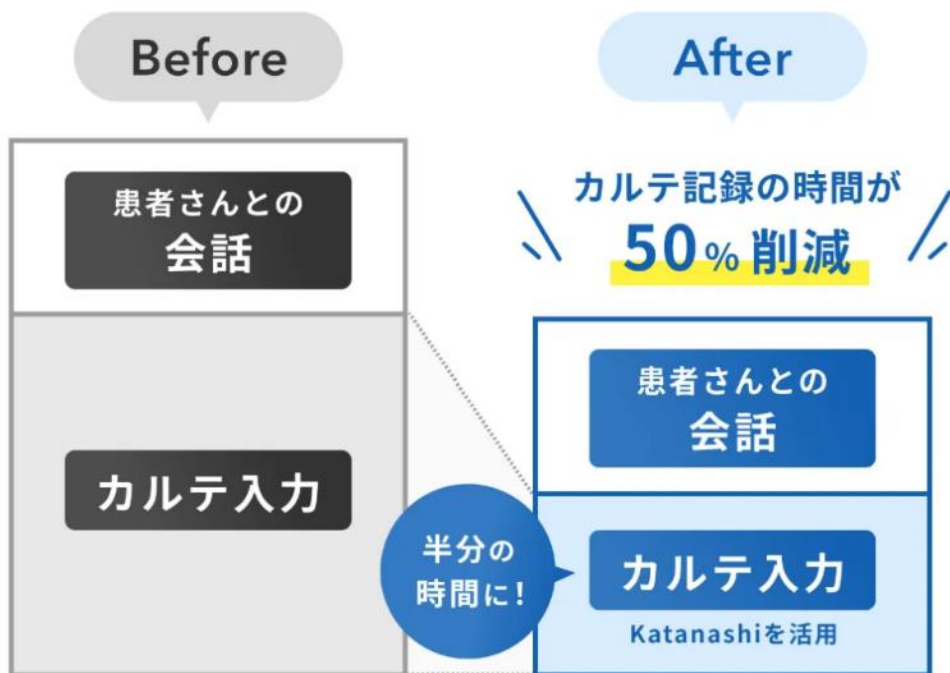 Before
患者さんとの
会話
カルテ入力
After
カルテ記録の時間が
50% 削減
患者さんとの
会話
半分の
時間に!
カルテ入力
Katanashiを活用